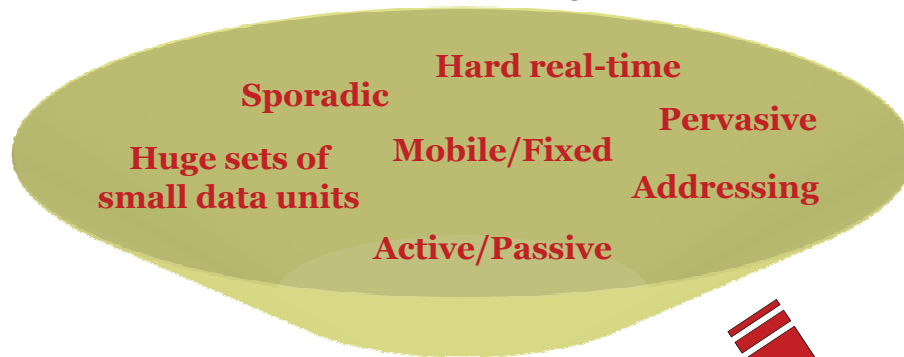 Hard real-time
Sporadic
Pervasive
Mobile/Fixed
Huge sets of
small data units
Addressing
Active/Passive